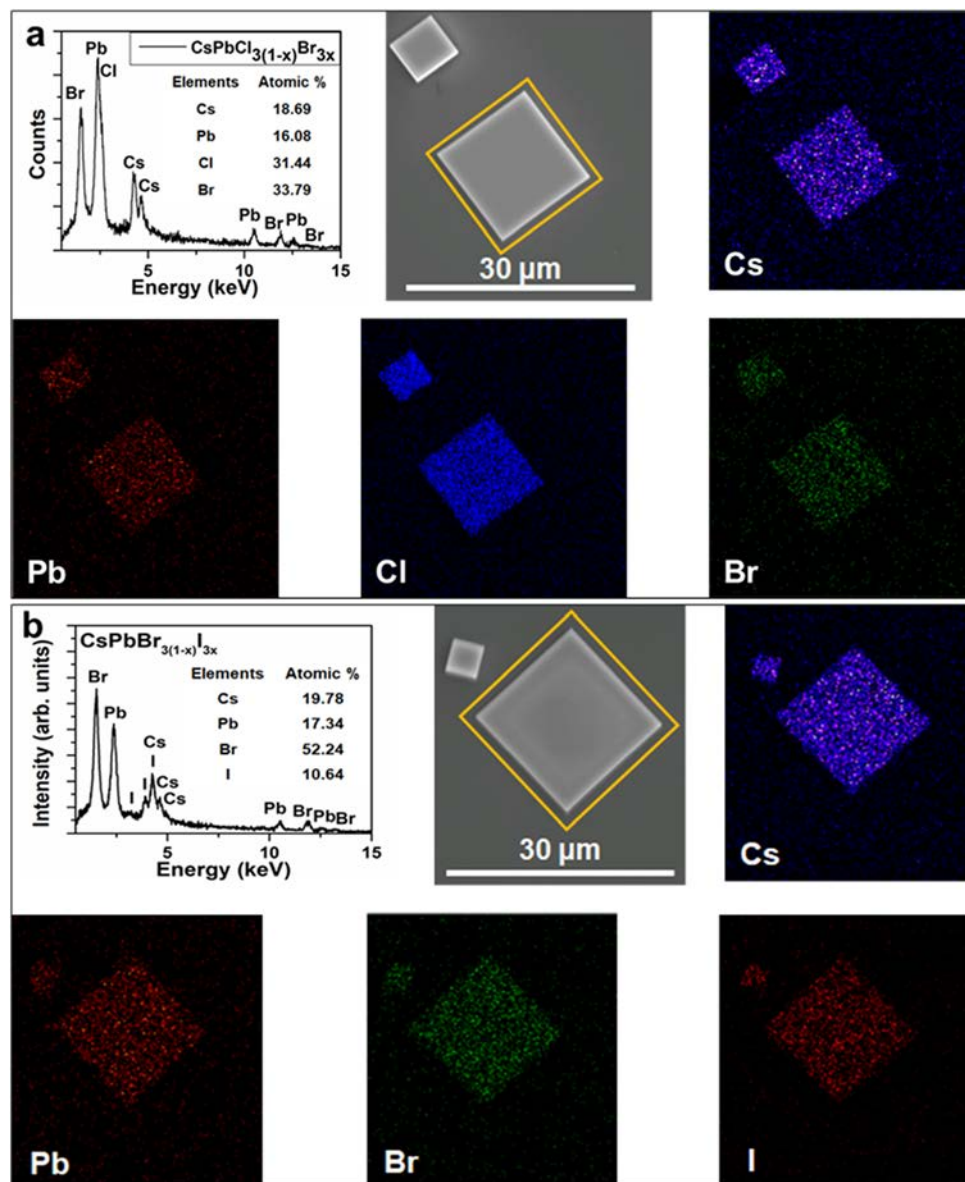 a
CsPbCl3(1-x)Br3x
Elements Atomic %
Cs 18.69
Pb 16.08
Cl 31.44
Br 33.79
Br
Pb
Cl
Cs
Cs
Pb
Br
Pb
Br
Counts
5 10 15
Energy (keV)
30 µm
Cs
Pb
Cl
Br
b
CsPbBr3(1-x)I3x
Elements Atomic %
Cs 19.78
Pb 17.34
Br 52.24
I 10.64
Br
Pb
I
I
Cs
I
Cs
Cs
Pb
Br
Pb
Br
Intensity (arb. units)
5 10 15
Energy (keV)
30 µm
Cs
Pb
Br
I